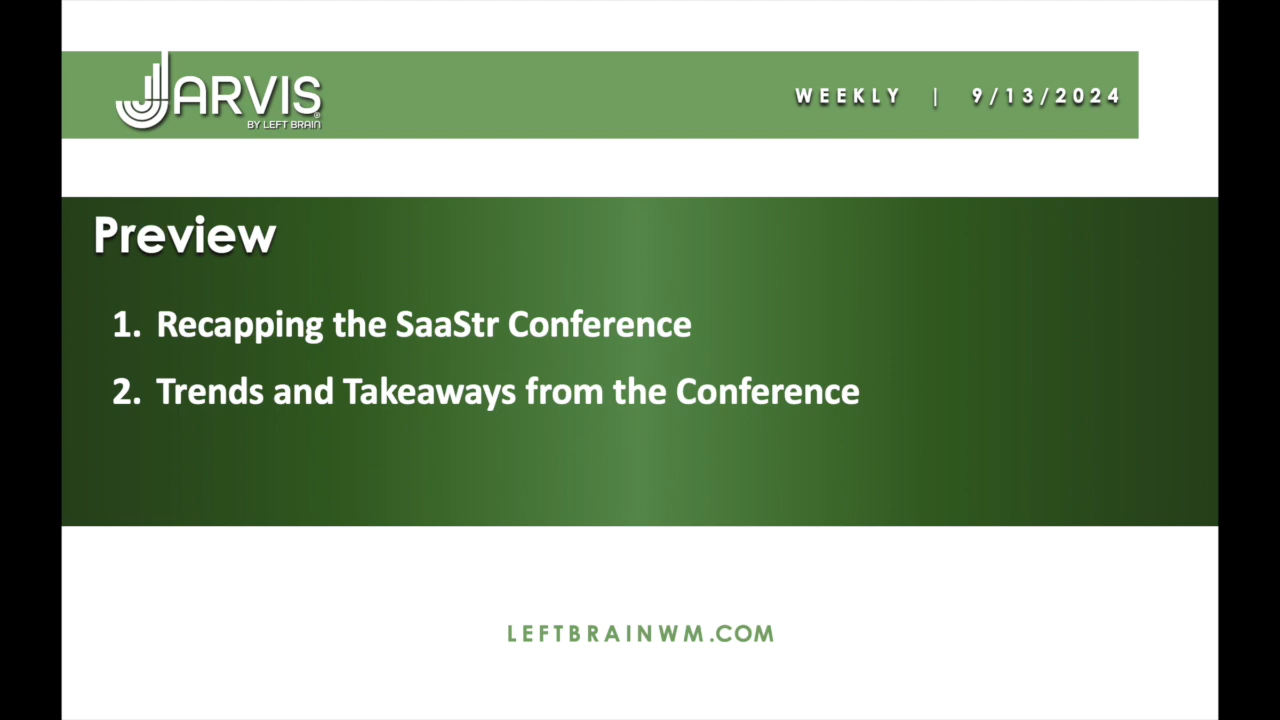 JARVIS®
BY LEFT BRAIN
WEEKLY | 9/13/2024
Preview
1. Recapping the SaaStr Conference
2. Trends and Takeaways from the Conference
LEFTBRAINWM.COM